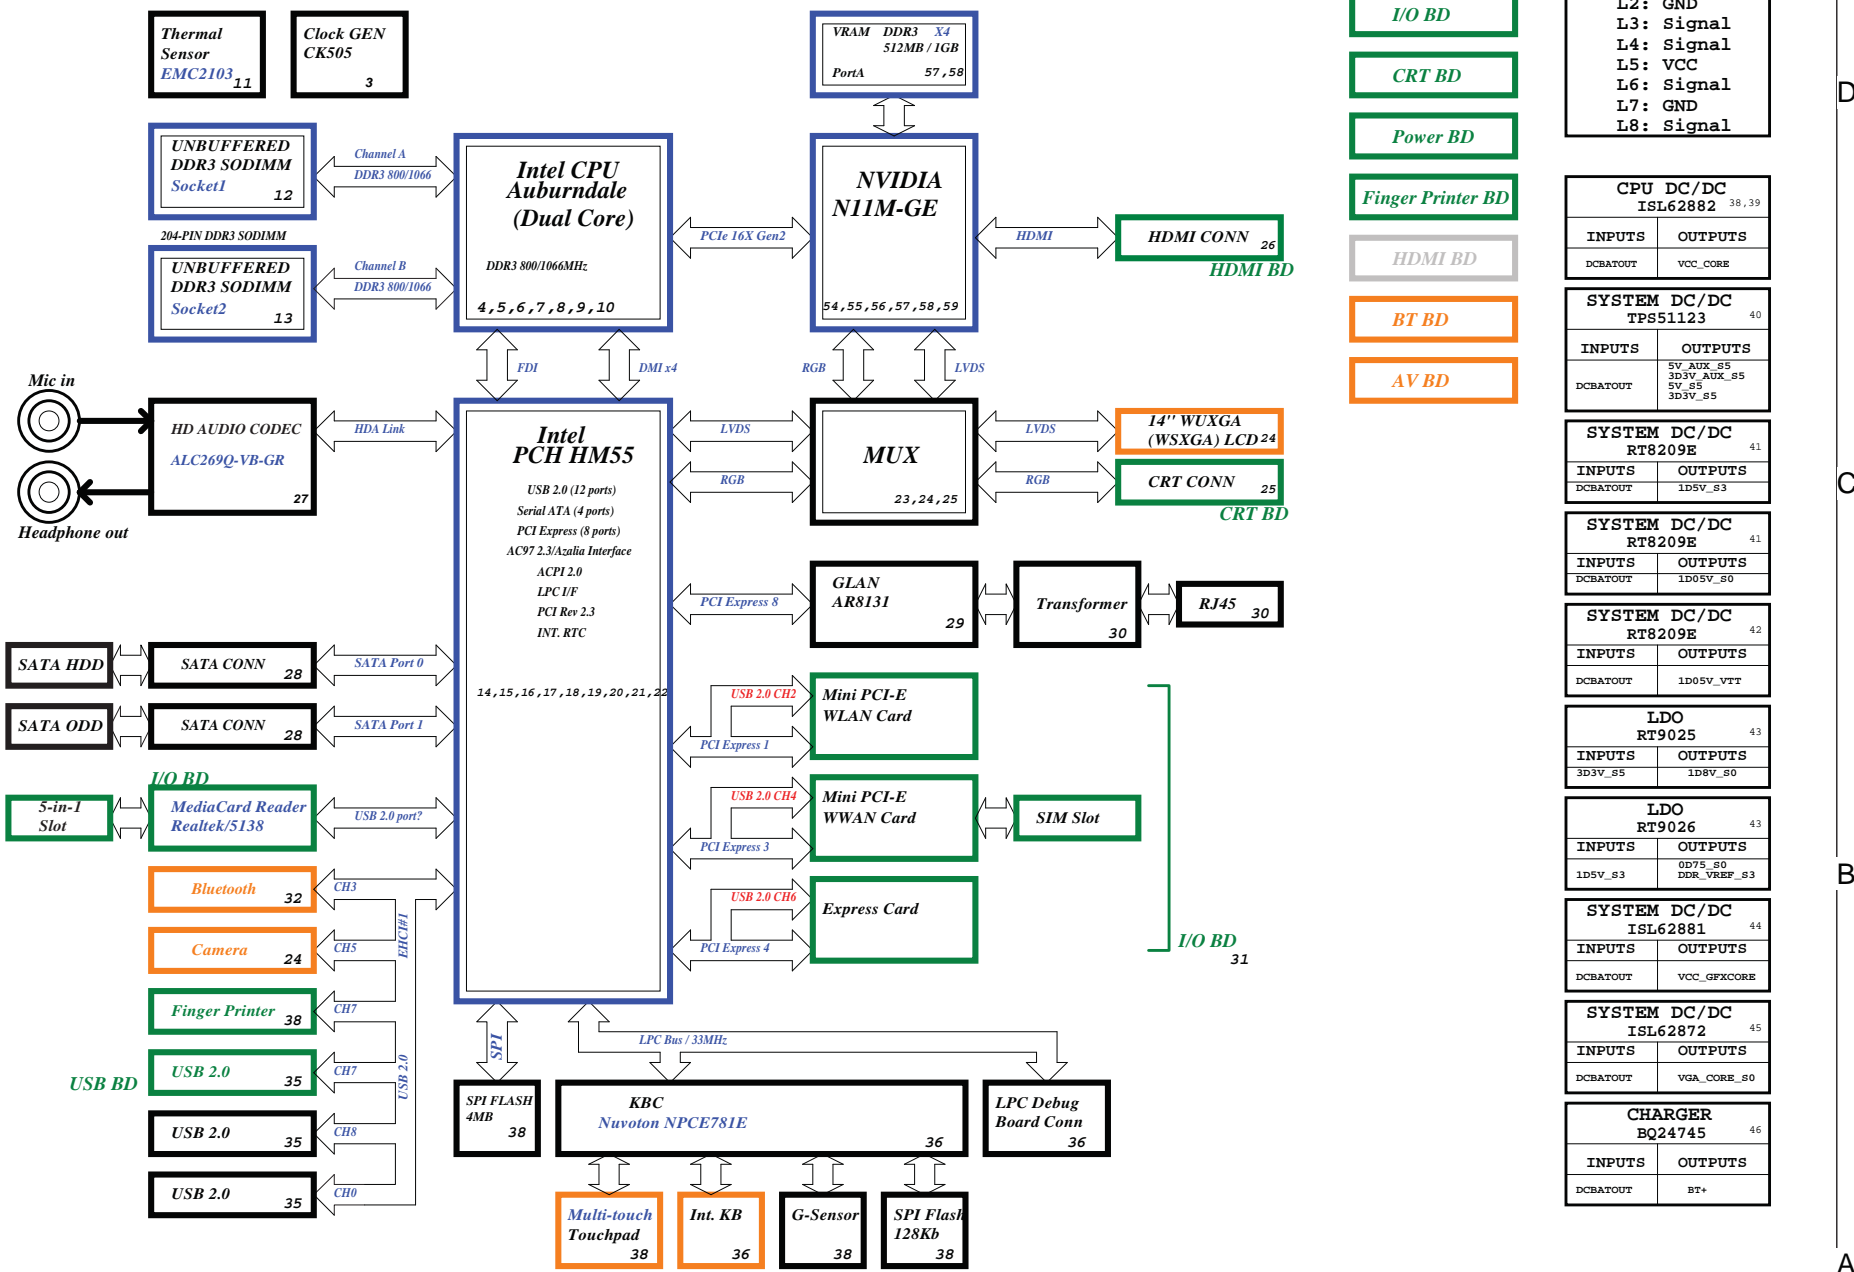 Thermal
Sensor
EMC2103
11
Clock GEN
CK505
3
VRAM DDR3 X4
512MB / 1GB
PortA 57,58
UNBUFFERED
DDR3 SODIMM
Socket1
12
Channel A
DDR3 800/1066
204-PIN DDR3 SODIMM
UNBUFFERED
DDR3 SODIMM
Socket2
13
Channel B
DDR3 800/1066
Intel CPU
Auburndale
(Dual Core)
DDR3 800/1066MHz
4,5,6,7,8,9,10
PCIe 16X Gen2
NVIDIA
N11M-GE
54,55,56,57,58,59
HDMI
HDMI CONN
26
HDMI BD
FDI
DMI x4
RGB
LVDS
Mic in
Headphone out
HD AUDIO CODEC
ALC269Q-VB-GR
27
HDA Link
Intel
PCH HM55
USB 2.0 (12 ports)
Serial ATA (4 ports)
PCI Express (8 ports)
AC97 2.3/Azalia Interface
ACPI 2.0
LPC I/F
PCI Rev 2.3
INT. RTC
14,15,16,17,18,19,20,21,22
LVDS
RGB
MUX
23,24,25
LVDS
RGB
14" WUXGA
(WSXGA) LCD 24
CRT CONN
25
CRT BD
PCI Express 8
GLAN
AR8131
29
Transformer
30
RJ45
30
SATA HDD
SATA CONN
28
SATA Port 0
SATA ODD
SATA CONN
28
SATA Port 1
I/O BD
5-in-1
Slot
MediaCard Reader
Realtek/5138
USB 2.0 port?
USB 2.0 CH2
PCI Express 1
Mini PCI-E
WLAN Card
USB 2.0 CH4
PCI Express 3
Mini PCI-E
WWAN Card
SIM Slot
USB 2.0 CH6
PCI Express 4
Express Card
I/O BD
31
Bluetooth
32
CH3
EHCI#1
Camera
24
CH5
Finger Printer
38
CH7
USB BD
USB 2.0
35
CH7
USB 2.0
USB 2.0
35
CH8
USB 2.0
35
CH0
SPI
LPC Bus / 33MHz
SPI FLASH
4MB
38
KBC
Nuvoton NPCE781E
36
LPC Debug
Board Conn
36
Multi-touch
Touchpad
38
Int. KB
36
G-Sensor
38
SPI Flash
128Kb
38
I/O BD
CRT BD
Power BD
Finger Printer BD
HDMI BD
BT BD
AV BD
L2: GND
L3: Signal
L4: Signal
L5: VCC
L6: Signal
L7: GND
L8: Signal
CPU DC/DC
ISL62882 38,39
INPUTS OUTPUTS
DCBATOUT VCC_CORE
SYSTEM DC/DC
TPS51123 40
INPUTS OUTPUTS
DCBATOUT
5V_AUX_S5
3D3V_AUX_S5
5V_S5
3D3V_S5
SYSTEM DC/DC
RT8209E 41
INPUTS OUTPUTS
DCBATOUT 1D5V_S3
SYSTEM DC/DC
RT8209E 41
INPUTS OUTPUTS
DCBATOUT 1D05V_S0
SYSTEM DC/DC
RT8209E 42
INPUTS OUTPUTS
DCBATOUT 1D05V_VTT
LDO
RT9025 43
INPUTS OUTPUTS
3D3V_S5 1D8V_S0
LDO
RT9026 43
INPUTS OUTPUTS
1D5V_S3
0D75_S0
DDR_VREF_S3
SYSTEM DC/DC
ISL62881 44
INPUTS OUTPUTS
DCBATOUT VCC_GFXCORE
SYSTEM DC/DC
ISL62872 45
INPUTS OUTPUTS
DCBATOUT VGA_CORE_S0
CHARGER
BQ24745 46
INPUTS OUTPUTS
DCBATOUT BT+
D
C
B
A